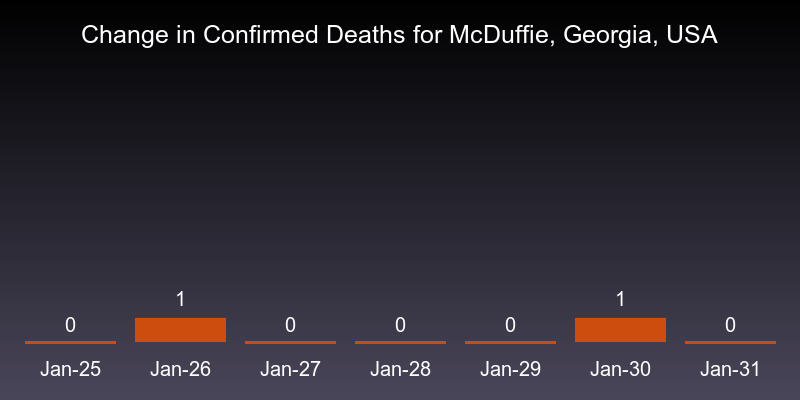 Change in Confirmed Deaths for McDuffie, Georgia, USA
0 1 0 0 0 1 0
Jan-25 Jan-26 Jan-27 Jan-28 Jan-29 Jan-30 Jan-31